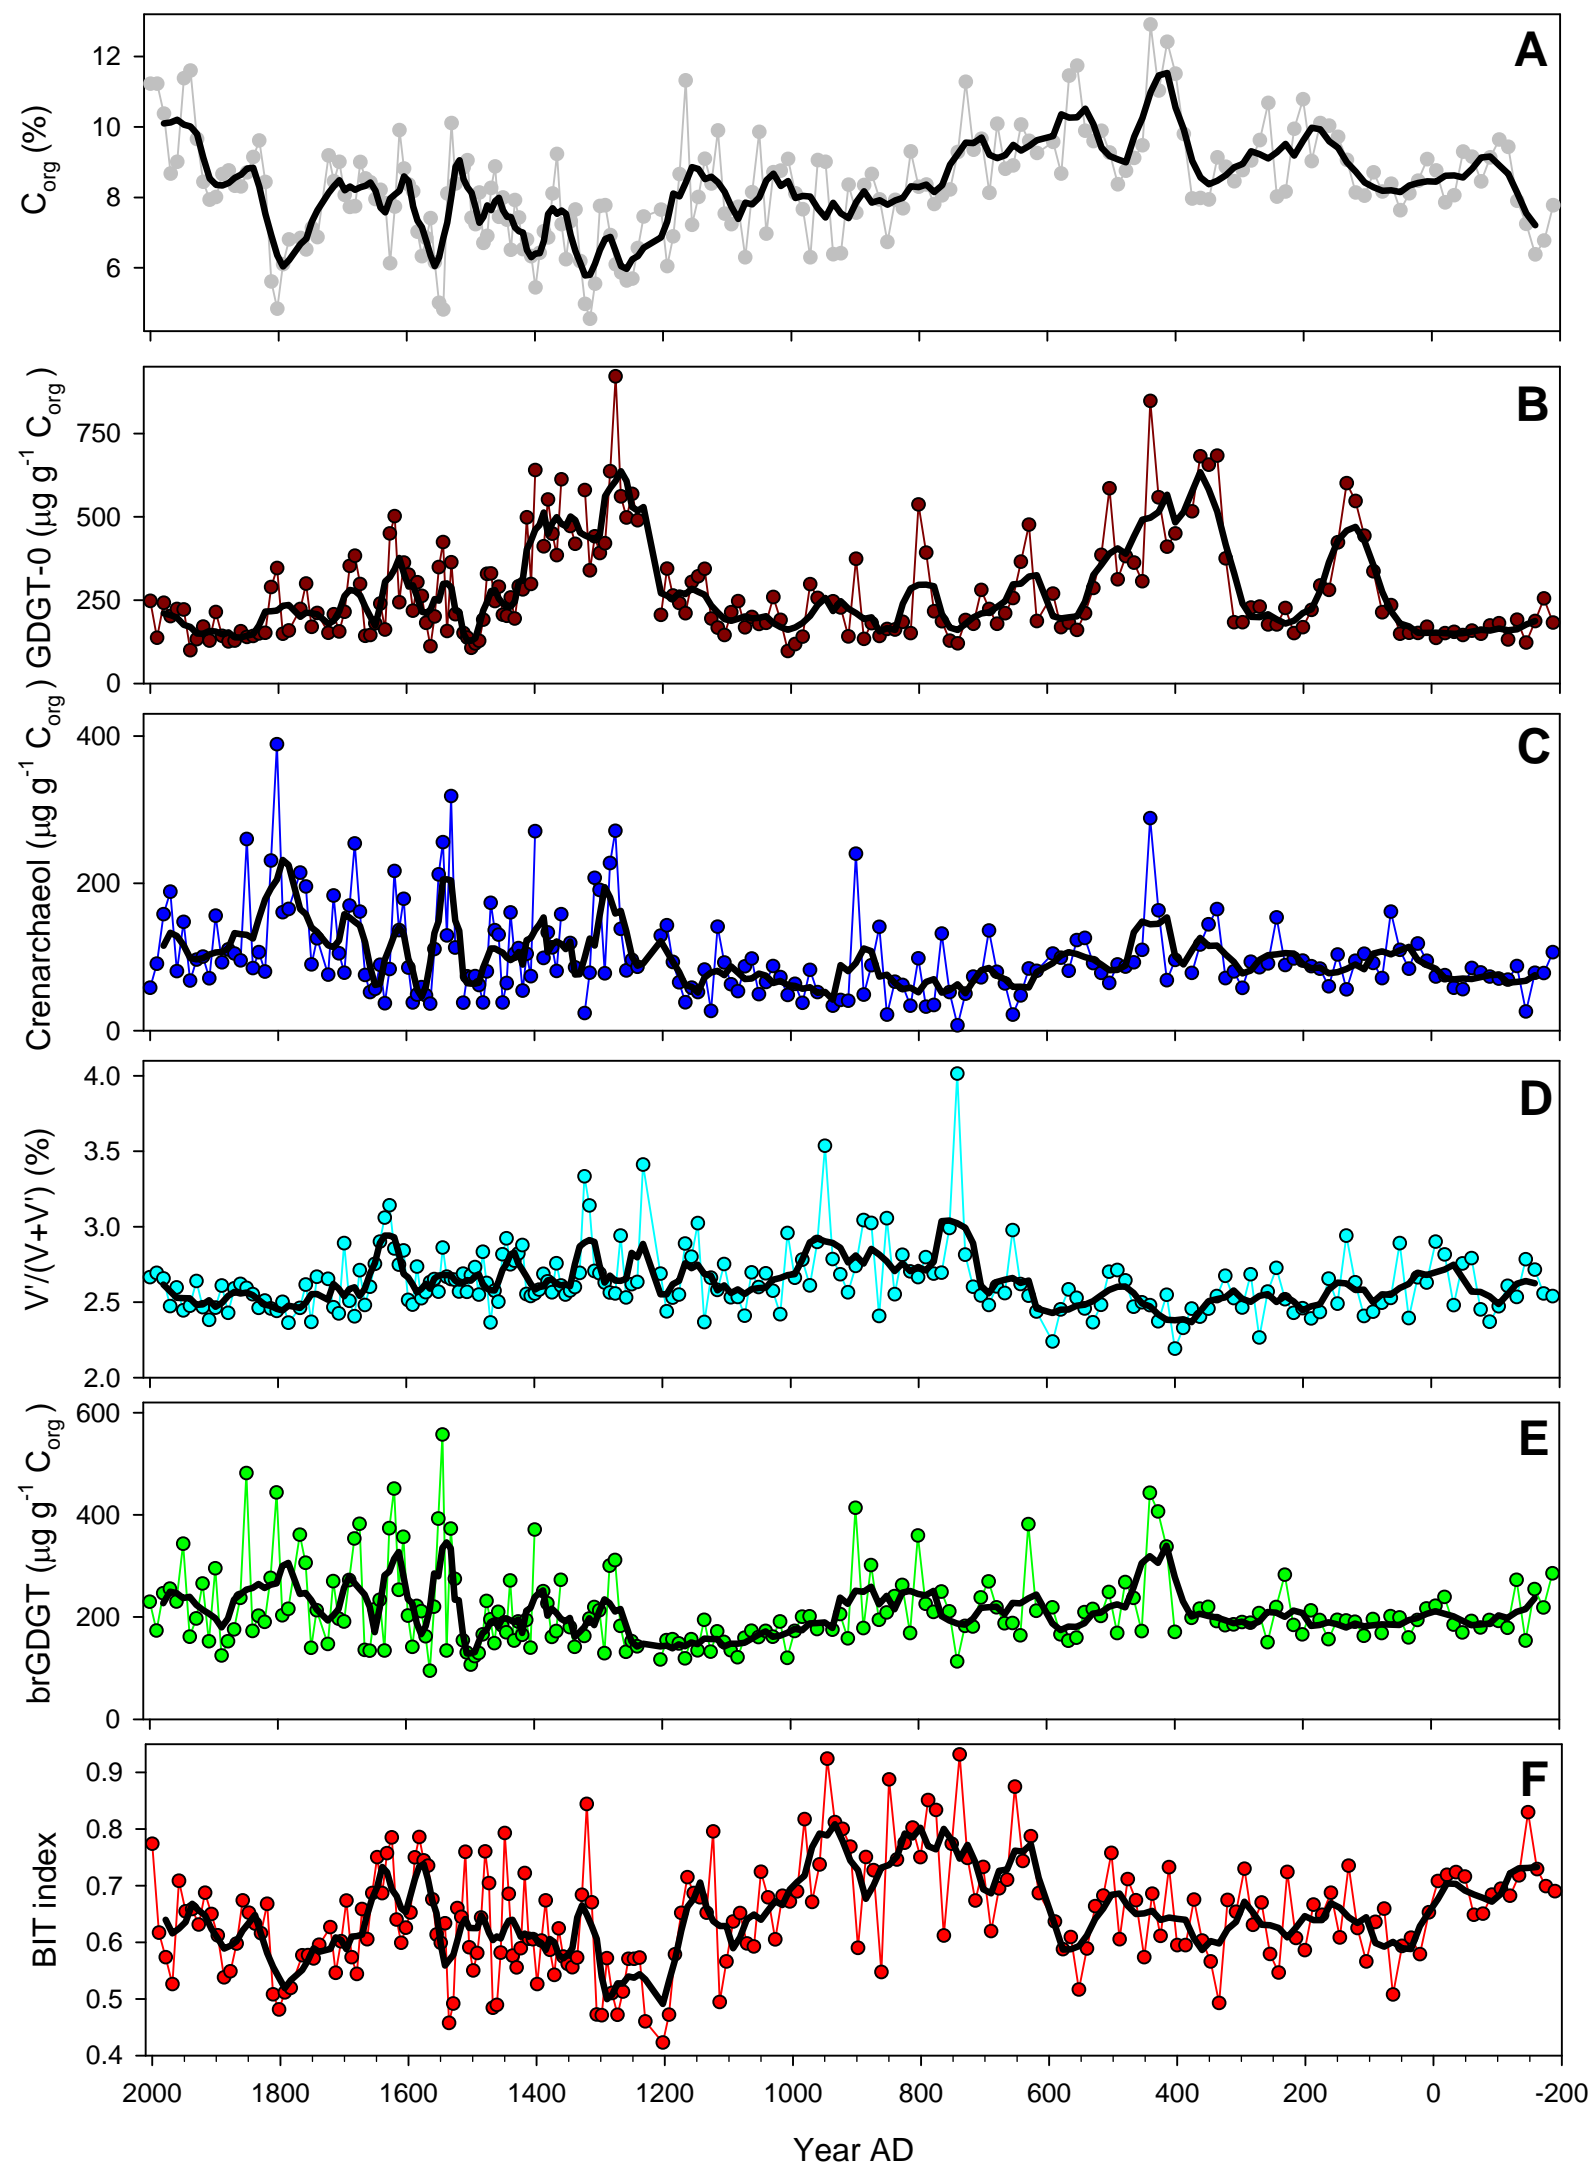 A
C_org (%)
12
10
8
6
B
GDGT-0 (µg g⁻¹ C_org)
750
500
250
0
C
Crenarchaeol (µg g⁻¹ C_org)
400
200
0
D
V'/(V+V') (%)
4.0
3.5
3.0
2.5
2.0
E
brGDGT (µg g⁻¹ C_org)
600
400
200
0
F
BIT index
0.9
0.8
0.7
0.6
0.5
0.4
2000 1800 1600 1400 1200 1000 800 600 400 200 0 -200
Year AD